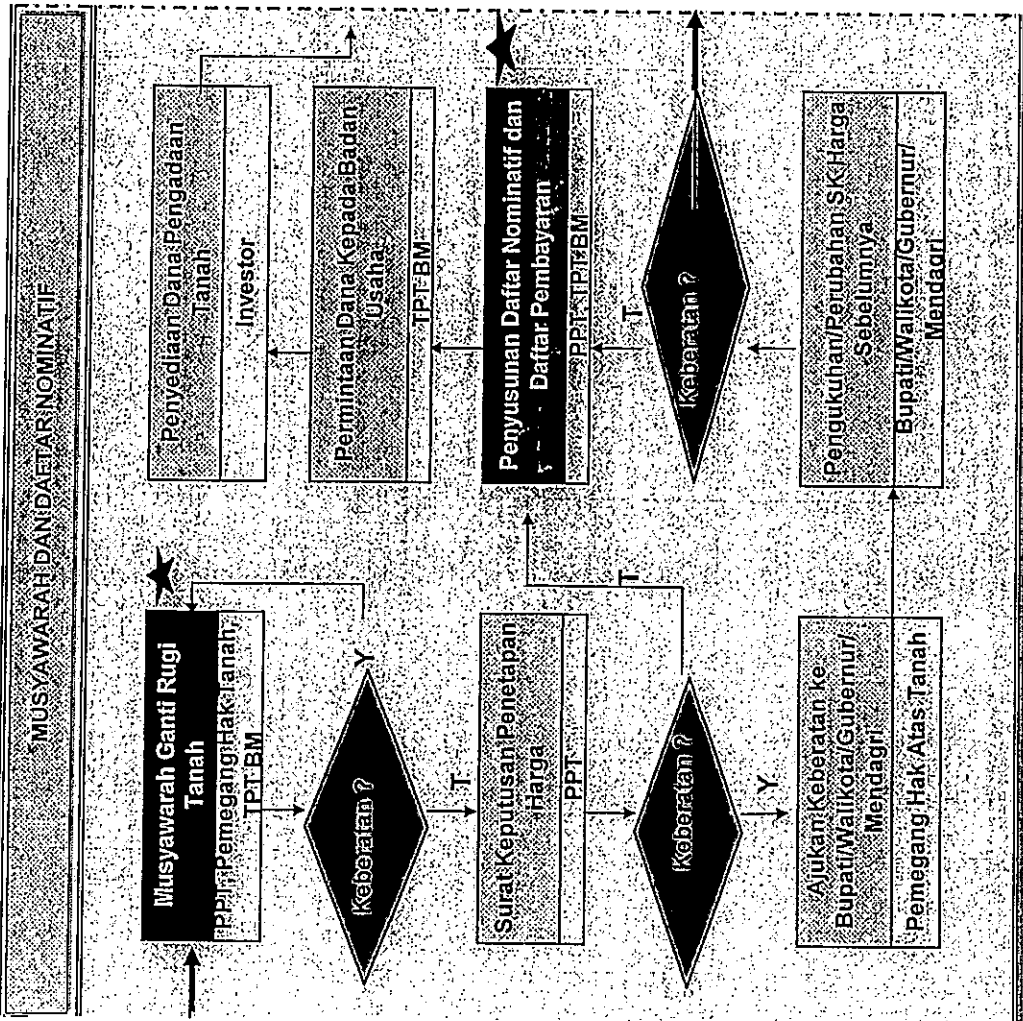 MUSYAWARAH DAN DAFTAR NOMINATIF
Musyawarah Ganti Rugi
Tanah
PPT, Pemegang Hak Tanah,
TPT BM
Keberatan ?
Y
T
Surat Keputusan Penetapan
Harga
PPT
Keberatan ?
T
Y
Ajukan Keberatan ke
Bupati/Walikota/Gubernur/
Mendagri
Pemegang Hak Atas Tanah
Penyediaan Dana Pengadaan
Tanah
Investor
Permintaan Dana Kepada Badan
Usaha
TPT BM
Penyusunan Daftar Nominatif dan
Daftar Pembayaran
PPT, TPT BM
T
Keberatan ?
Pengukuhan/Perubahan SK Harga
Sebelumnya
Bupati/Walikota/Gubernur/
Mendagri